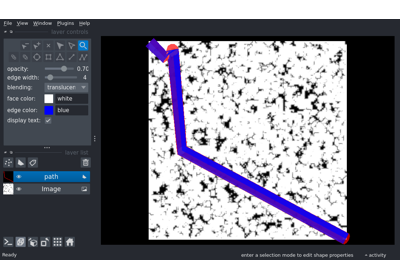 File View Window Plugins Help
layer controls
opacity: 0.70
edge width: 4
blending: translucen
face color: white
edge color: blue
display text:
layer list
path
Image
Ready
enter a selection mode to edit shape properties
activity